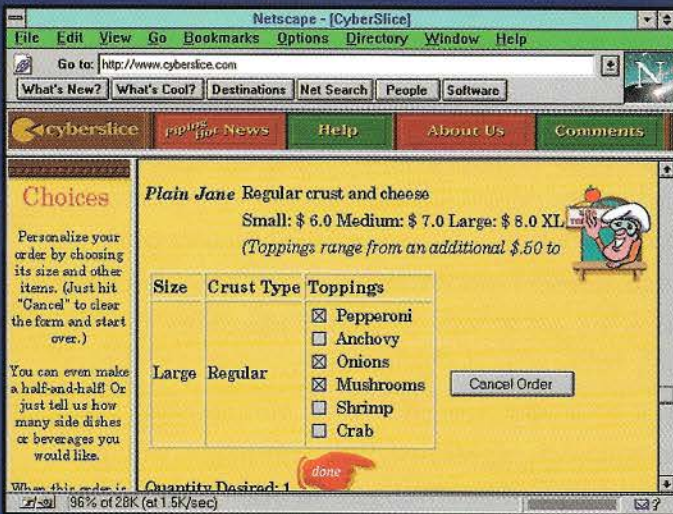 Netscape - [CyberSlice]
File Edit View Go Bookmarks Options Directory Window Help
Go to: http://www.cyberslice.com
N
What's New? What's Cool? Destinations Net Search People Software
cyberslice Piping Hot News Help About Us Comments
Choices
Personalize your
order by choosing
its size and other
items. (Just hit
"Cancel" to clear
the form and start
over.)
You can even make
a half-and-half! Or
just tell us how
many side dishes
or beverages you
would like.
When this order is
Plain Jane Regular crust and cheese
Small: $ 6.0 Medium: $ 7.0 Large: $ 8.0 XL
(Toppings range from an additional $.50 to
Size Crust Type Toppings
Large Regular
Pepperoni
Anchovy
Onions
Mushrooms
Shrimp
Crab
Cancel Order
done
Quantity Desired: 1
96% of 28K (at 1.5K/sec)